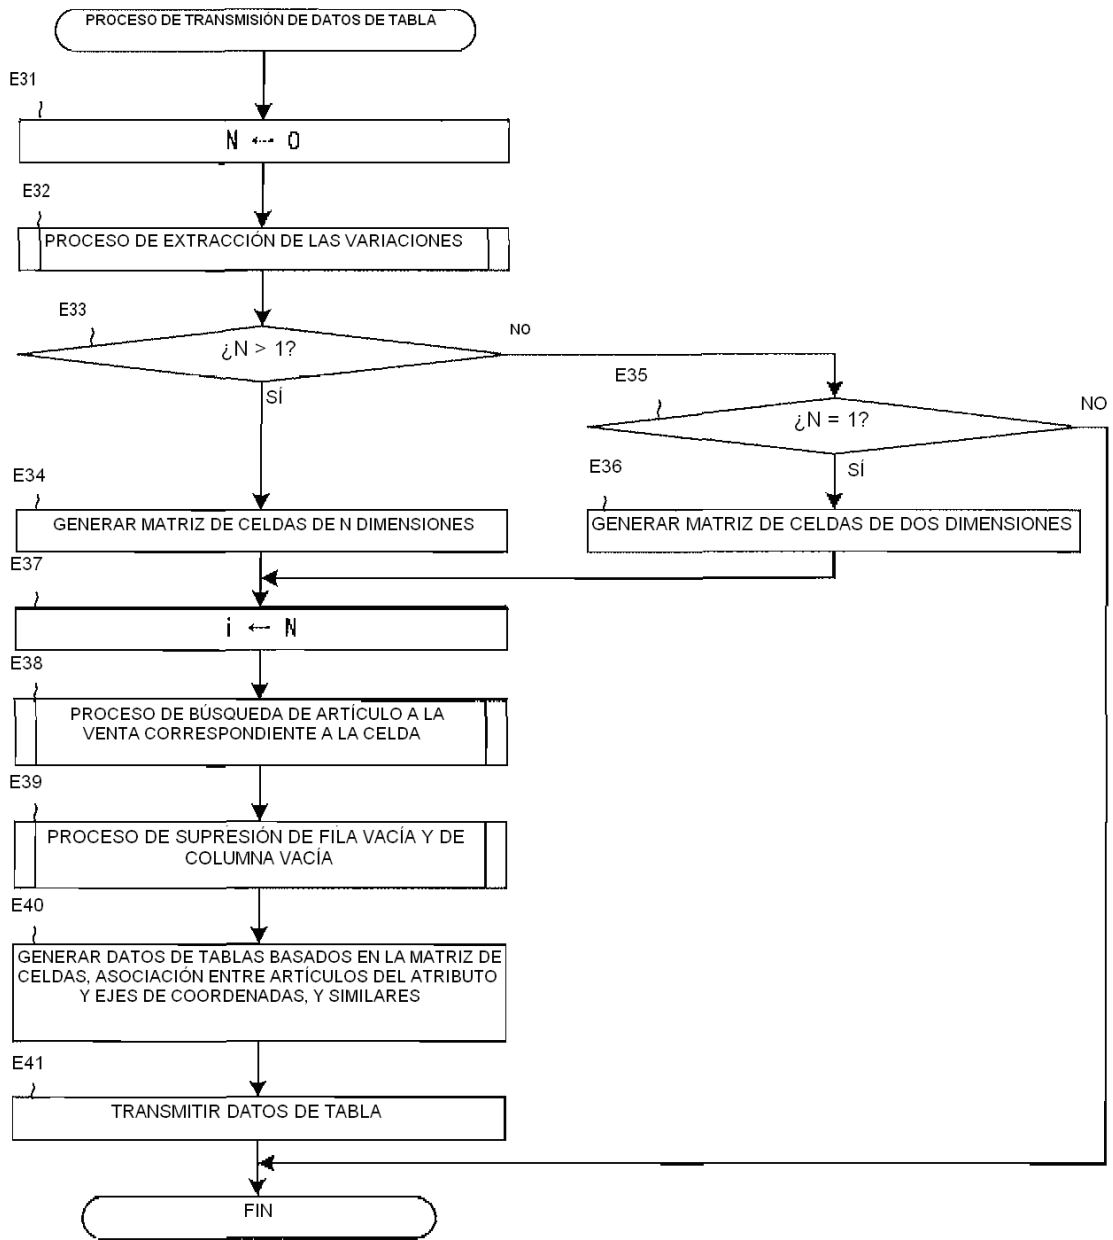 PROCESO DE TRANSMISIÓN DE DATOS DE TABLA
E31
N ← 0
E32
PROCESO DE EXTRACCIÓN DE LAS VARIACIONES
E33
¿N > 1?
NO
SÍ
E35
¿N = 1?
NO
SÍ
E34
GENERAR MATRIZ DE CELDAS DE N DIMENSIONES
E36
GENERAR MATRIZ DE CELDAS DE DOS DIMENSIONES
E37
i ← N
E38
PROCESO DE BÚSQUEDA DE ARTÍCULO A LA
VENTA CORRESPONDIENTE A LA CELDA
E39
PROCESO DE SUPRESIÓN DE FILA VACÍA Y DE
COLUMNA VACÍA
E40
GENERAR DATOS DE TABLAS BASADOS EN LA MATRIZ DE
CELDAS, ASOCIACIÓN ENTRE ARTÍCULOS DEL ATRIBUTO
Y EJES DE COORDENADAS, Y SIMILARES
E41
TRANSMITIR DATOS DE TABLA
FIN